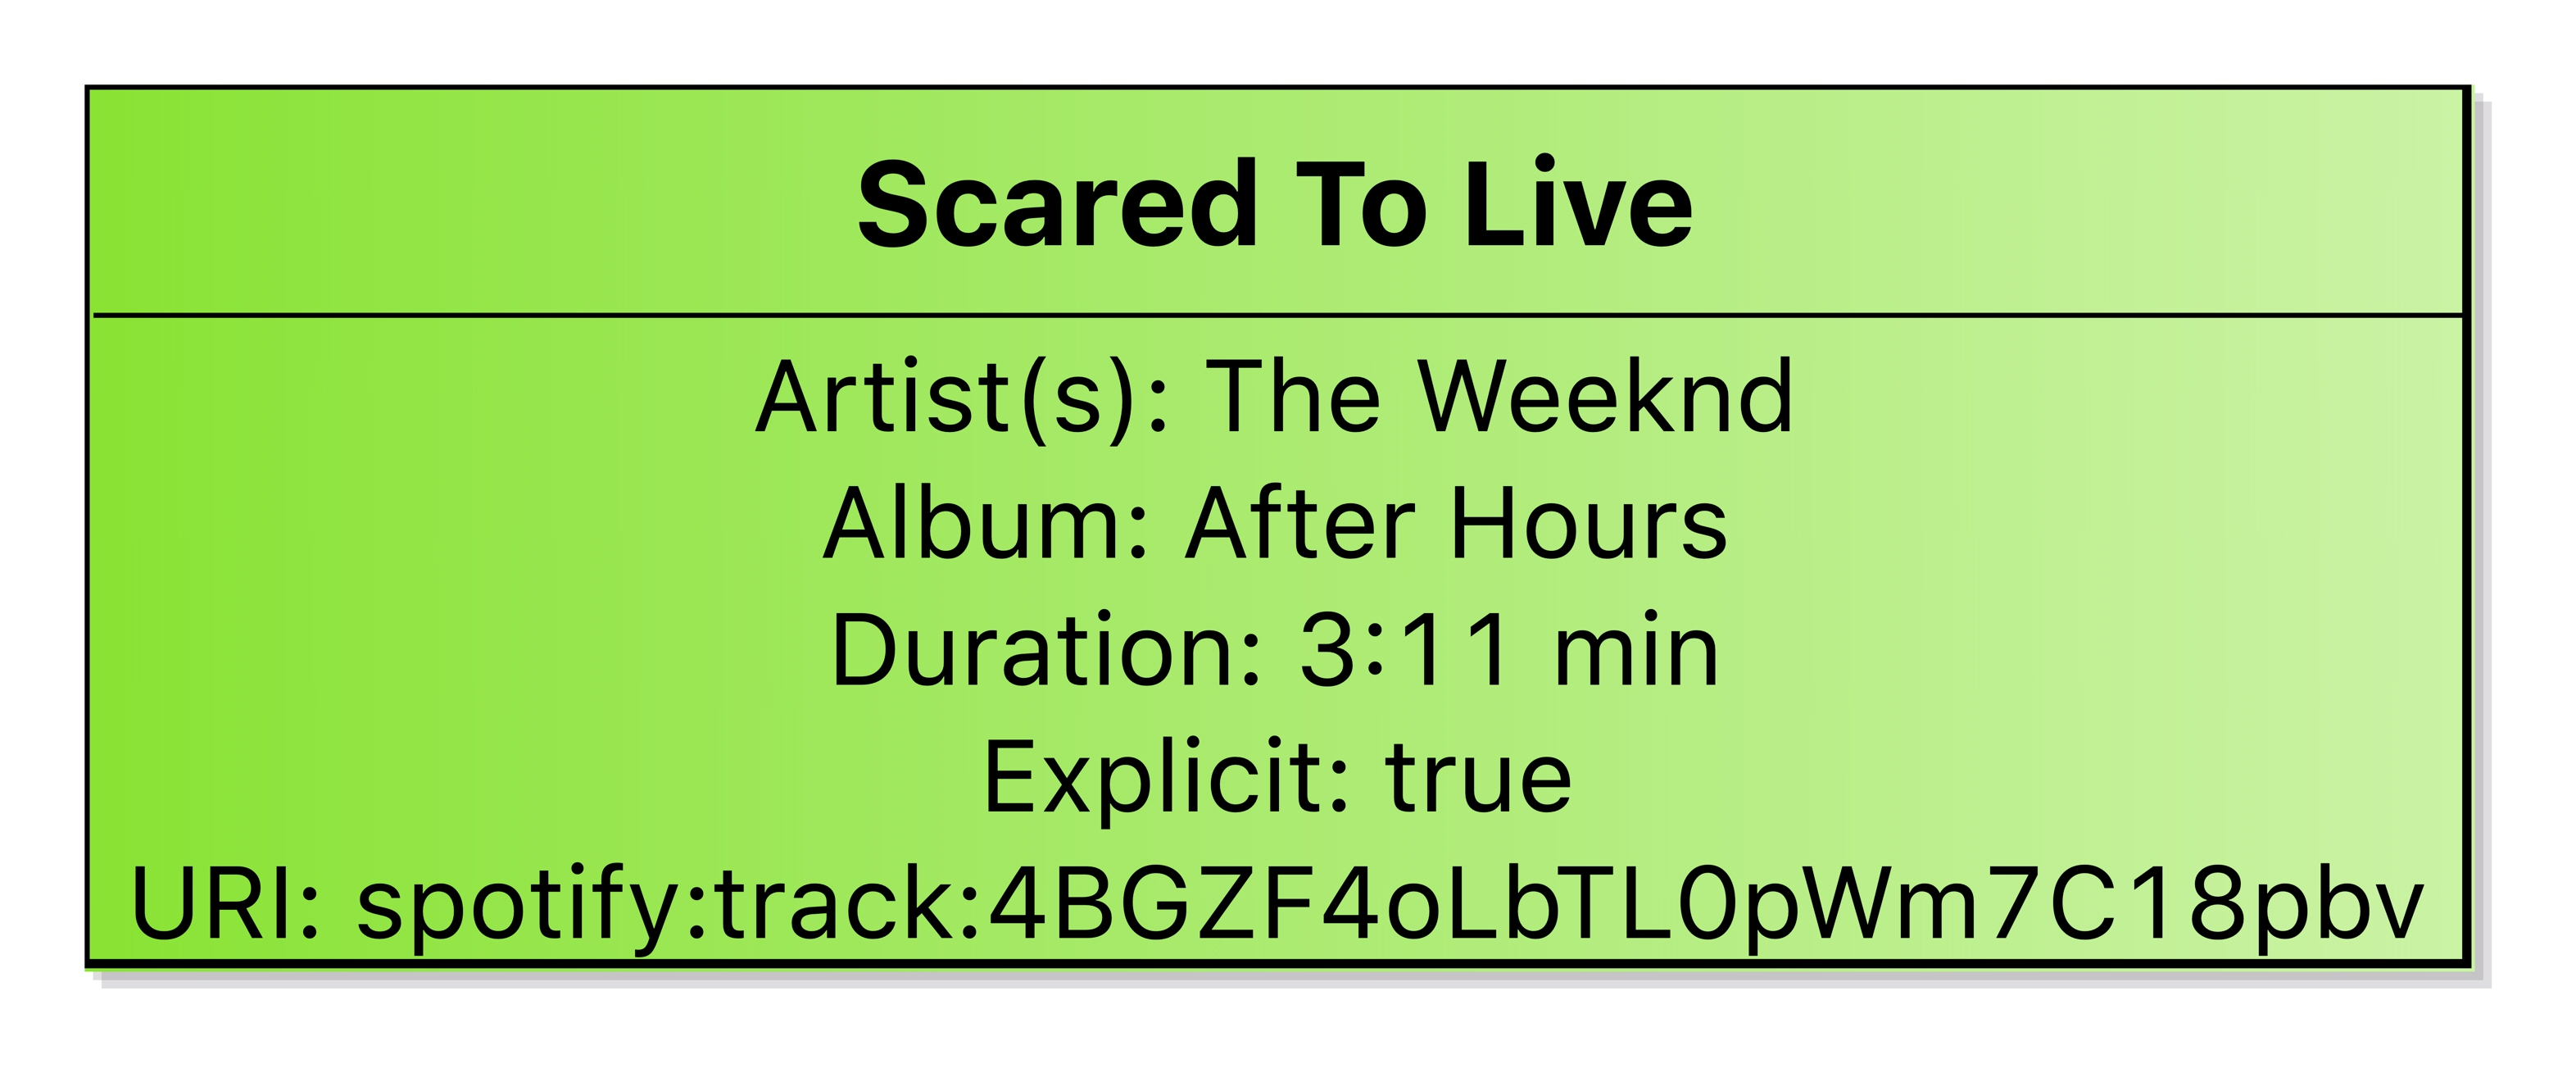 Scared To Live
Artist(s): The Weeknd
Album: After Hours
Duration: 3:11 min
Explicit: true
URI: spotify:track:4BGZF4oLbTL0pWm7C18pbv